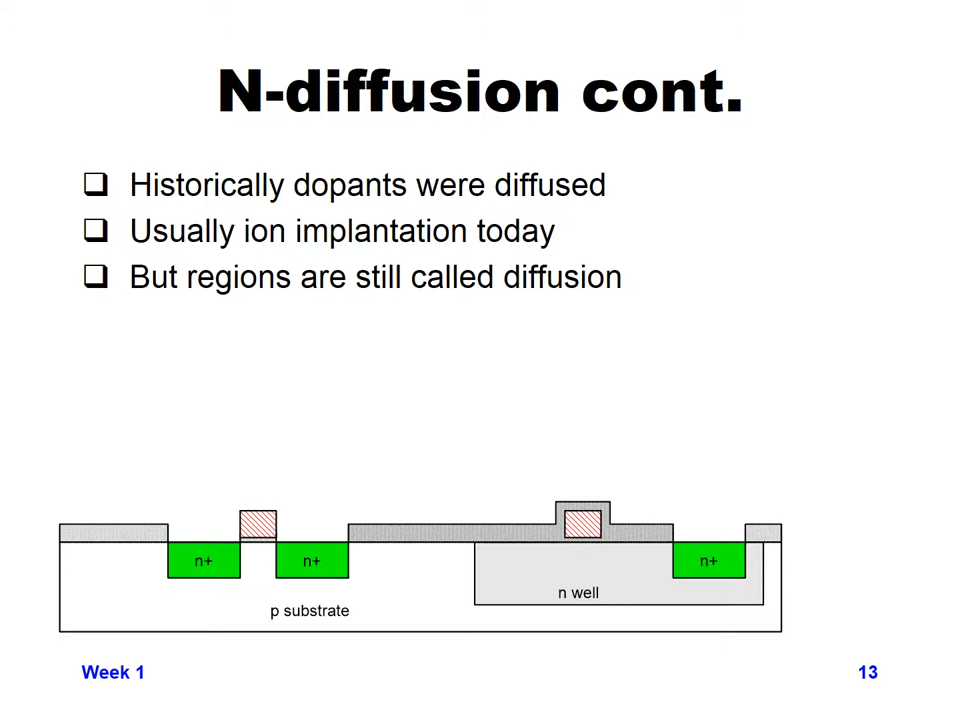 N-diffusion cont.
Historically dopants were diffused
Usually ion implantation today
But regions are still called diffusion
n+ n+ n+
n well
p substrate
Week 1 13